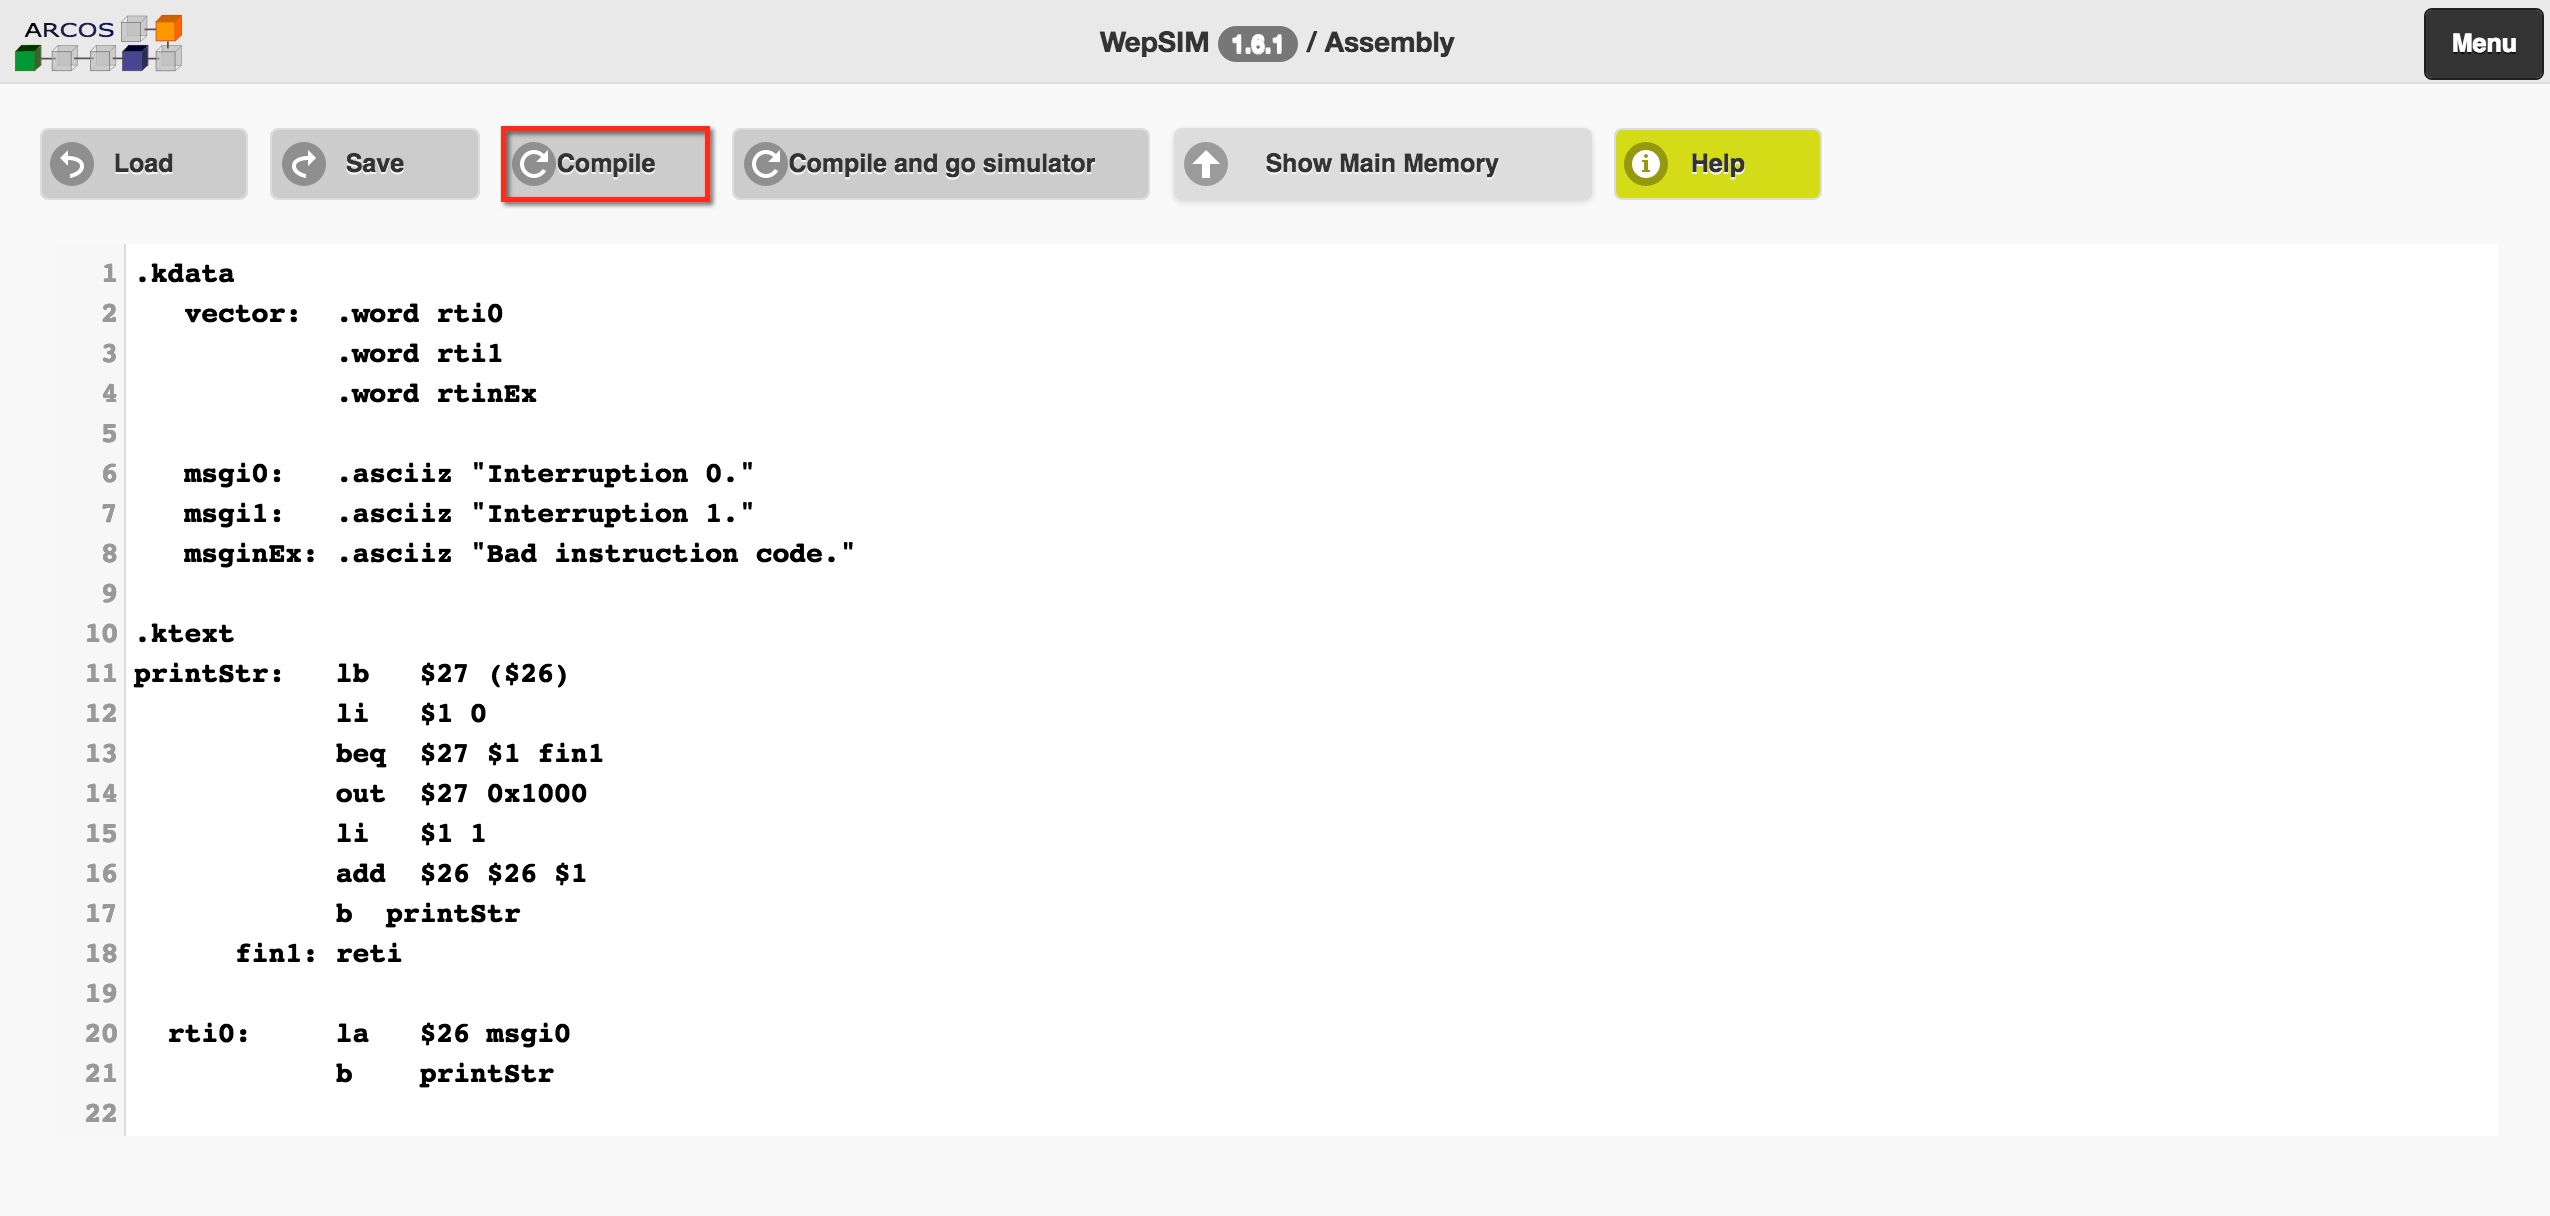 ARCOS
WepSIM 1.6.1 / Assembly
Menu
Load
Save
Compile
Compile and go simulator
Show Main Memory
Help
1 .kdata
2 vector: .word rti0
3 .word rti1
4 .word rtinEx
5
6 msgi0: .asciiz "Interruption 0."
7 msgi1: .asciiz "Interruption 1."
8 msginEx: .asciiz "Bad instruction code."
9
10 .ktext
11 printStr: lb $27 ($26)
12 li $1 0
13 beq $27 $1 fin1
14 out $27 0x1000
15 li $1 1
16 add $26 $26 $1
17 b printStr
18 fin1: reti
19
20 rti0: la $26 msgi0
21 b printStr
22